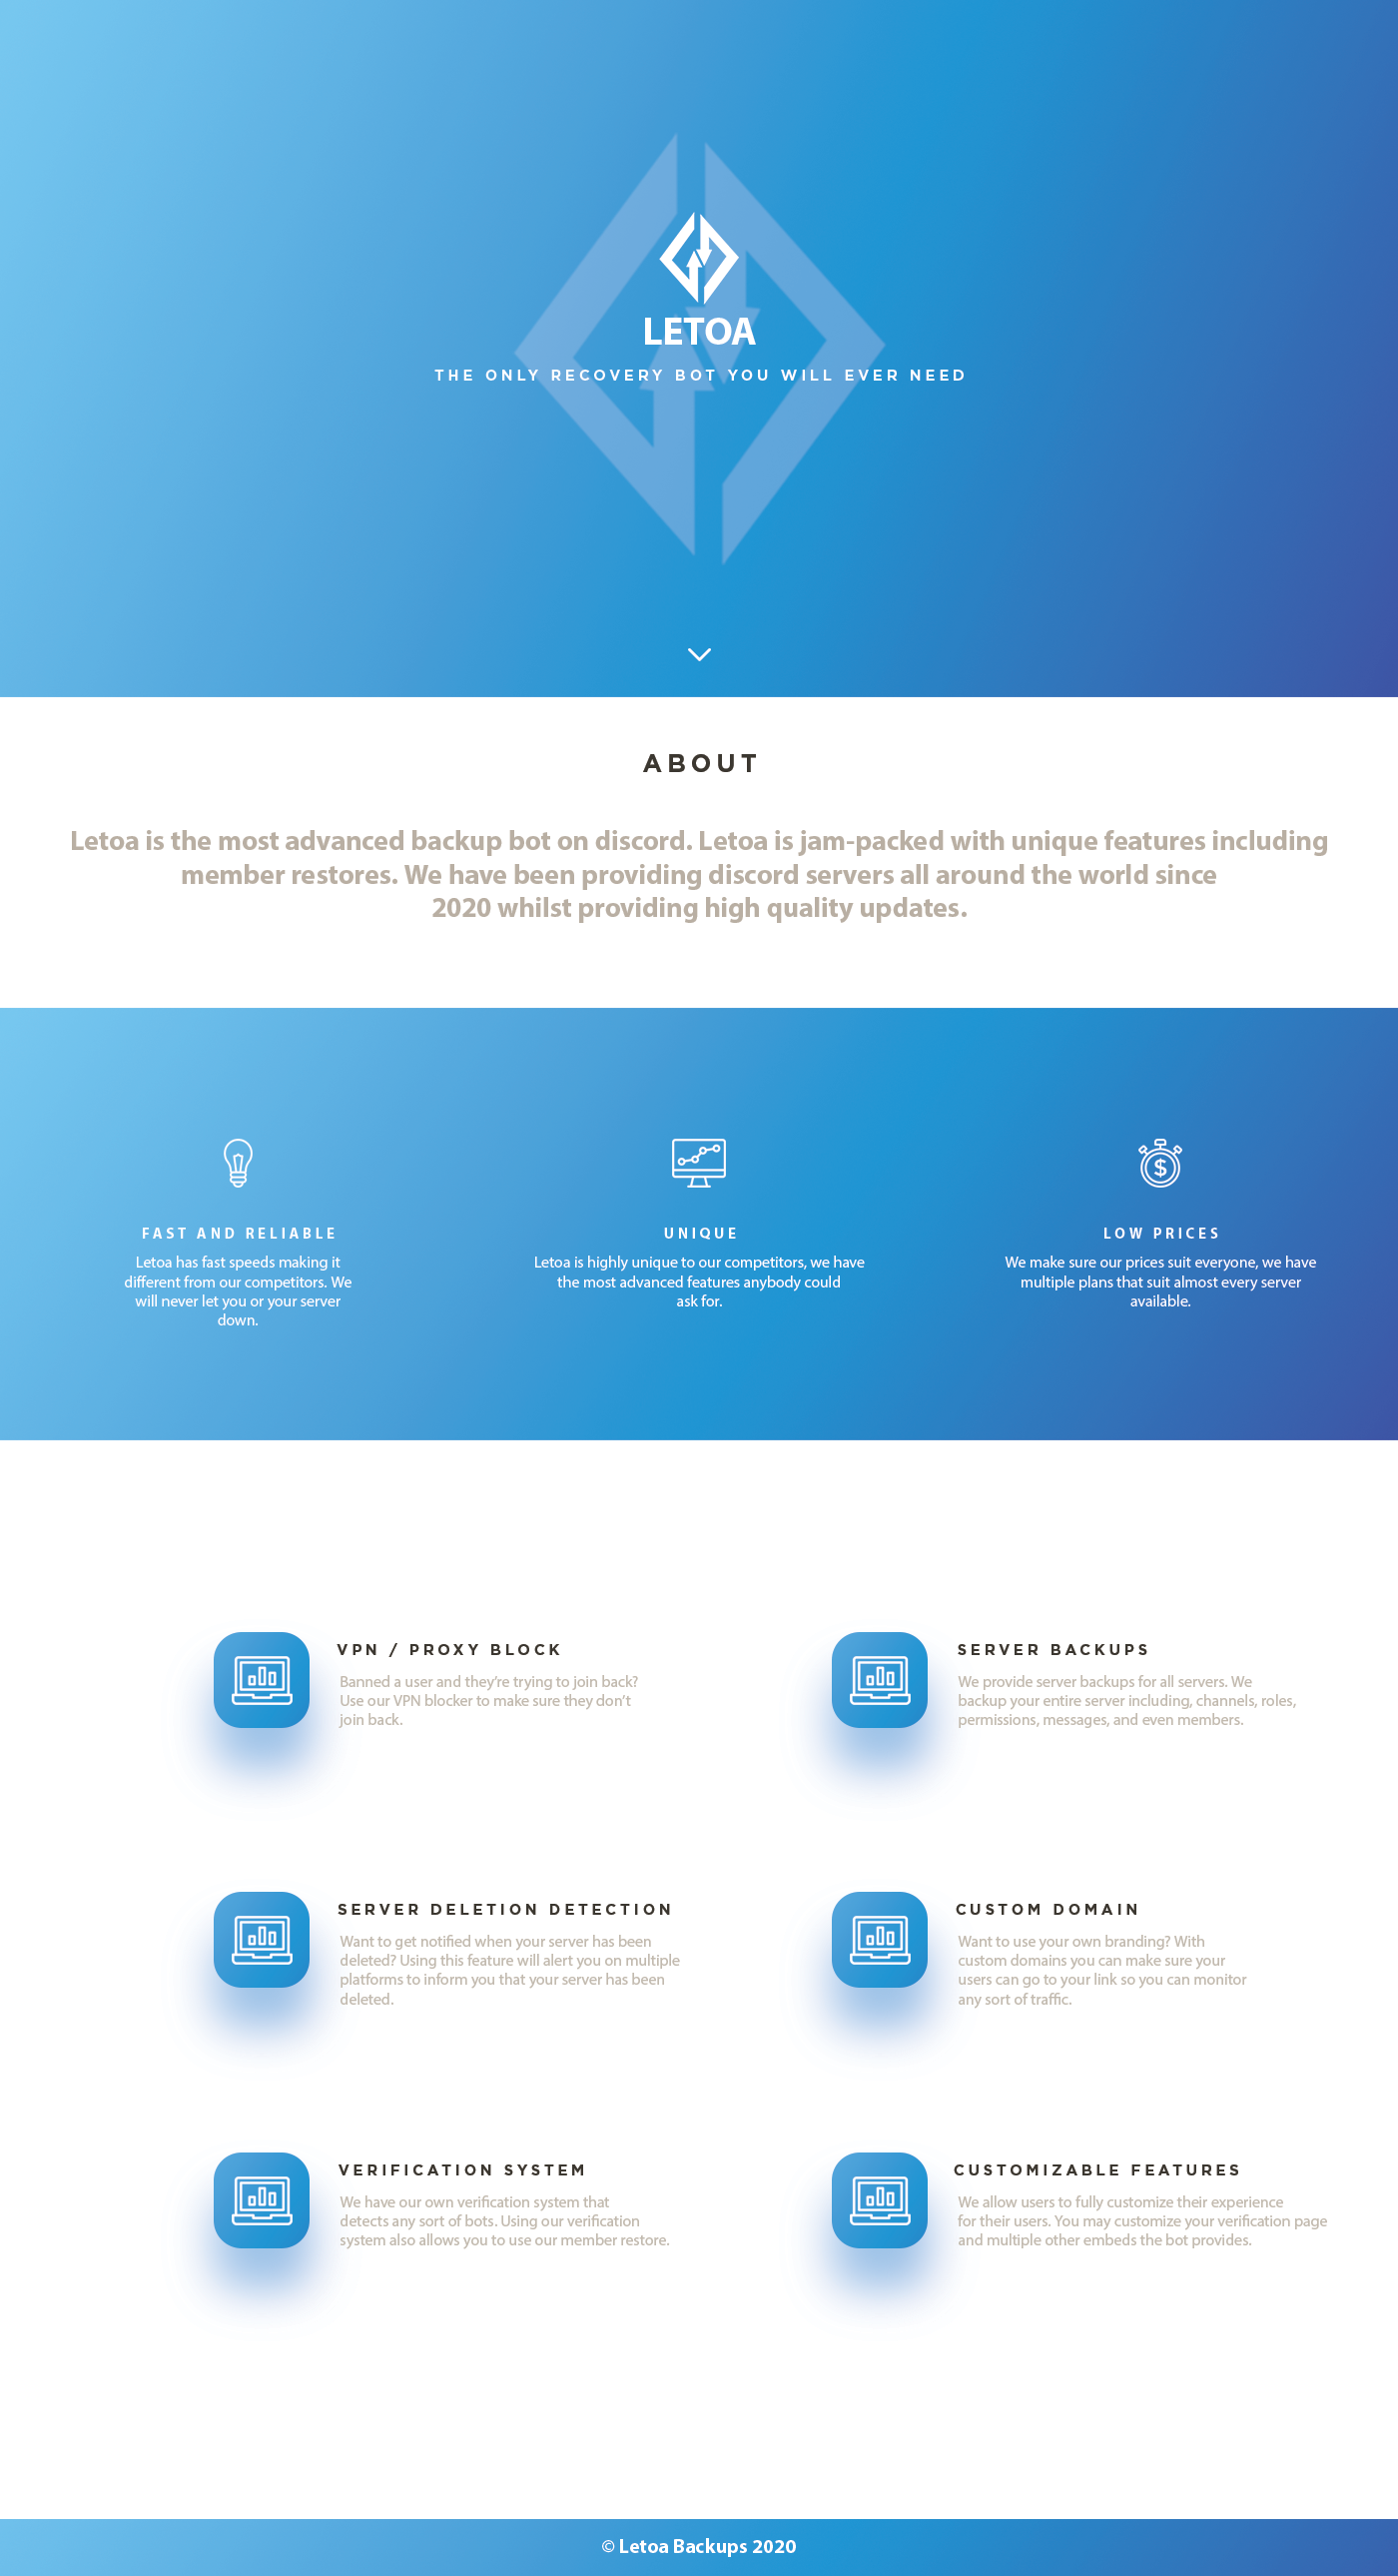 LETOA
THE ONLY RECOVERY BOT YOU WILL EVER NEED
ABOUT
Letoa is the most advanced backup bot on discord. Letoa is jam-packed with unique features including
member restores. We have been providing discord servers all around the world since
2020 whilst providing high quality updates.
$
FAST AND RELIABLE
Letoa has fast speeds making it
different from our competitors. We
will never let you or your server
down.
UNIQUE
Letoa is highly unique to our competitors, we have
the most advanced features anybody could
ask for.
LOW PRICES
We make sure our prices suit everyone, we have
multiple plans that suit almost every server
available.
VPN / PROXY BLOCK
Banned a user and they’re trying to join back?
Use our VPN blocker to make sure they don’t
join back.
SERVER BACKUPS
We provide server backups for all servers. We
backup your entire server including, channels, roles,
permissions, messages, and even members.
SERVER DELETION DETECTION
Want to get notified when your server has been
deleted? Using this feature will alert you on multiple
platforms to inform you that your server has been
deleted.
CUSTOM DOMAIN
Want to use your own branding? With
custom domains you can make sure your
users can go to your link so you can monitor
any sort of traffic.
VERIFICATION SYSTEM
We have our own verification system that
detects any sort of bots. Using our verification
system also allows you to use our member restore.
CUSTOMIZABLE FEATURES
We allow users to fully customize their experience
for their users. You may customize your verification page
and multiple other embeds the bot provides.
© Letoa Backups 2020